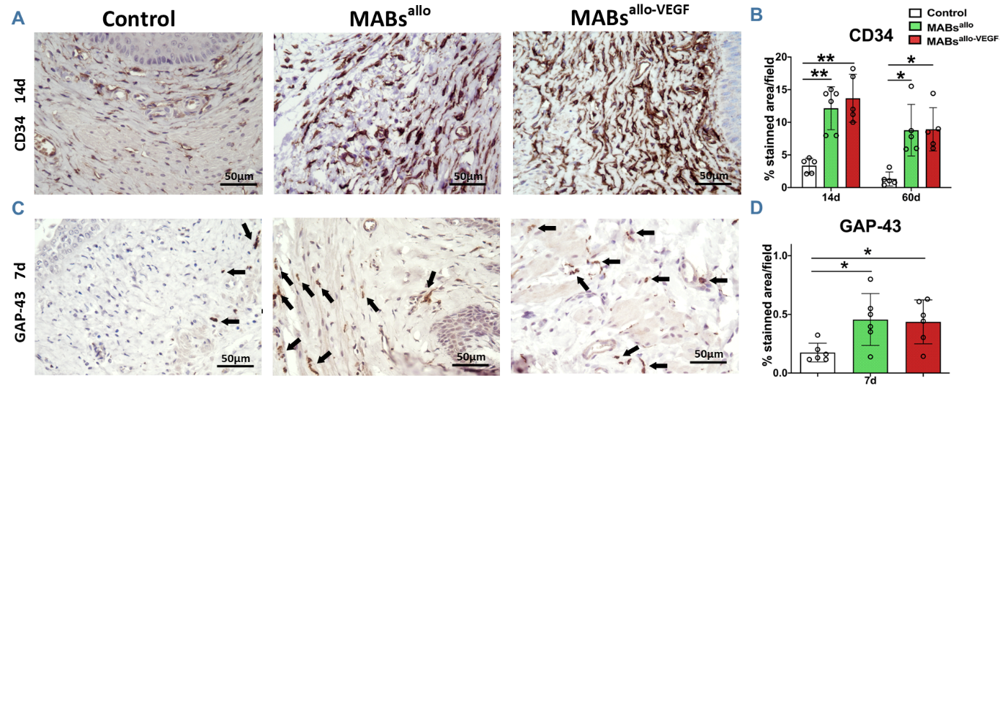 A
Control
MABsallo
MABsallo-VEGF
CD34 14d
50µm
50µm
50µm
B
Control
MABsallo
MABsallo-VEGF
CD34
% stainned area/field
20
15
10
5
0
**
**
*
*
14d
60d
C
GAP-43 7d
50µm
50µm
50µm
D
GAP-43
% stainned area/field
1.0
0.5
0.0
*
*
7d